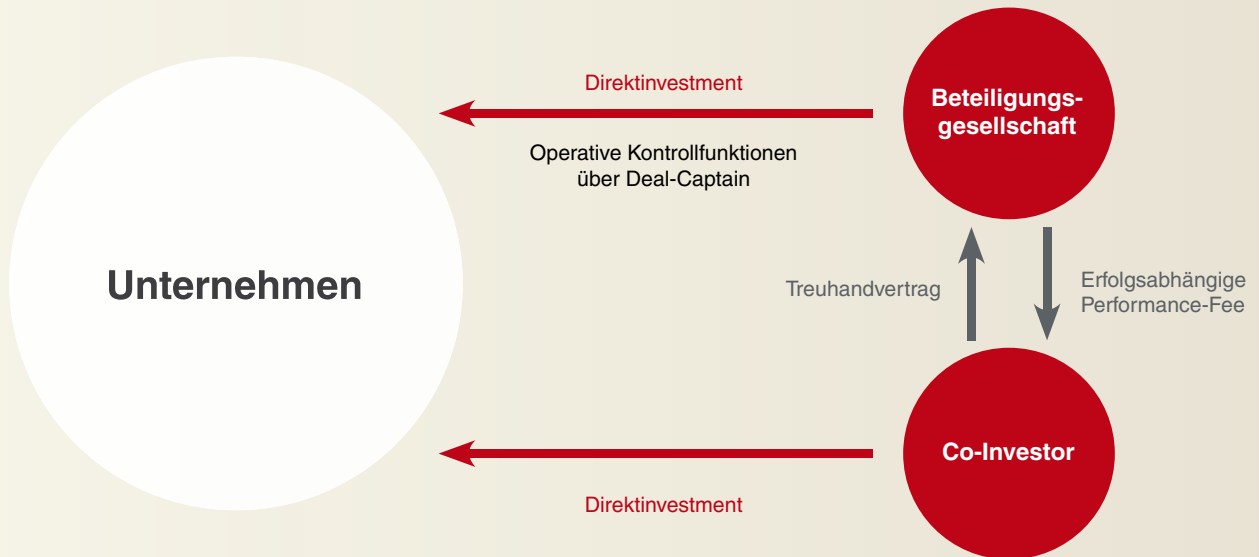 Direktinvestment
Beteiligungs-
gesellschaft
Operative Kontrollfunktionen
über Deal-Captain
Unternehmen
Treuhandvertrag
Erfolgsabhängige
Performance-Fee
Co-Investor
Direktinvestment